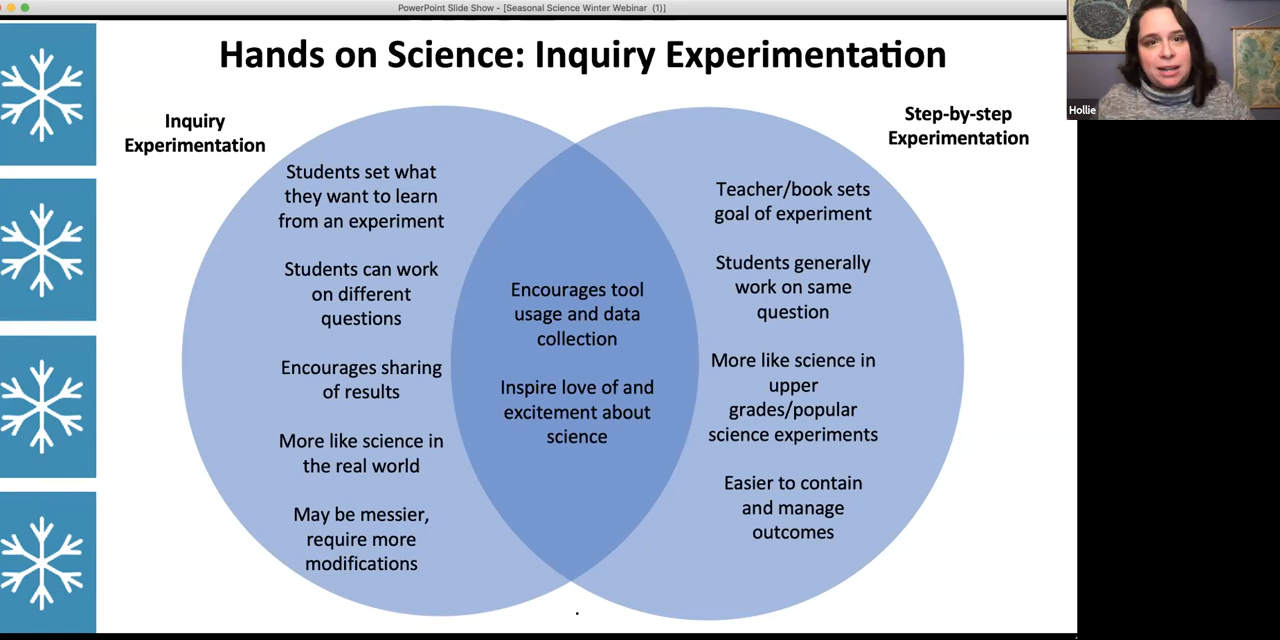 PowerPoint Slide Show - [Seasonal Science Winter Webinar (1)]
Hands on Science: Inquiry Experimentation
Hollie
Inquiry
Experimentation
Students set what
they want to learn
from an experiment
Students can work
on different
questions
Encourages sharing
of results
More like science in
the real world
May be messier,
require more
modifications
Encourages tool
usage and data
collection
Inspire love of and
excitement about
science
Step-by-step
Experimentation
Teacher/book sets
goal of experiment
Students generally
work on same
question
More like science in
upper
grades/popular
science experiments
Easier to contain
and manage
outcomes
.